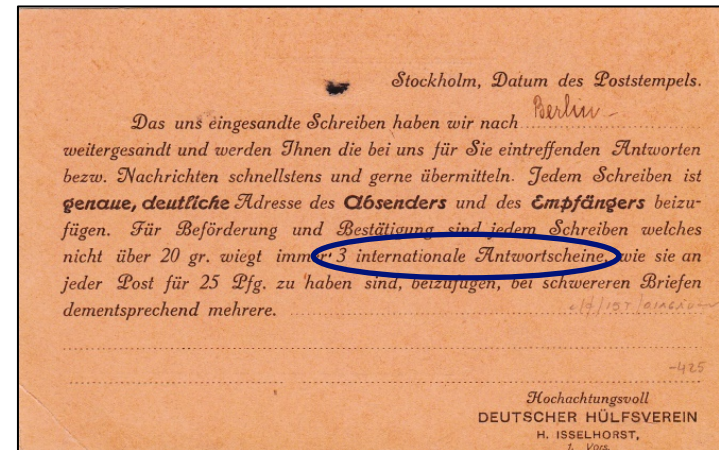 Stockholm, Datum des Poststempels.
Das uns eingesandte Schreiben haben wir nach Berlin
weitergesandt und werden Ihnen die bei uns für Sie eintreffenden Antworten
bezw. Nachrichten schnellstens und gerne übermitteln. Jedem Schreiben ist
genaue, deutliche Adresse des Absenders und des Empfängers beizu-
fügen. Für Beförderung und Bestätigung sind jedem Schreiben welches
nicht über 20 gr. wiegt immer 3 internationale Antwortscheine, wie sie an
jeder Post für 25 Pfg. zu haben sind, beizufügen, bei schwereren Briefen
dementsprechend mehrere.
-425
Hochachtungsvoll
DEUTSCHER HÜLFSVEREIN
H. ISSELHORST,
1. Vors.